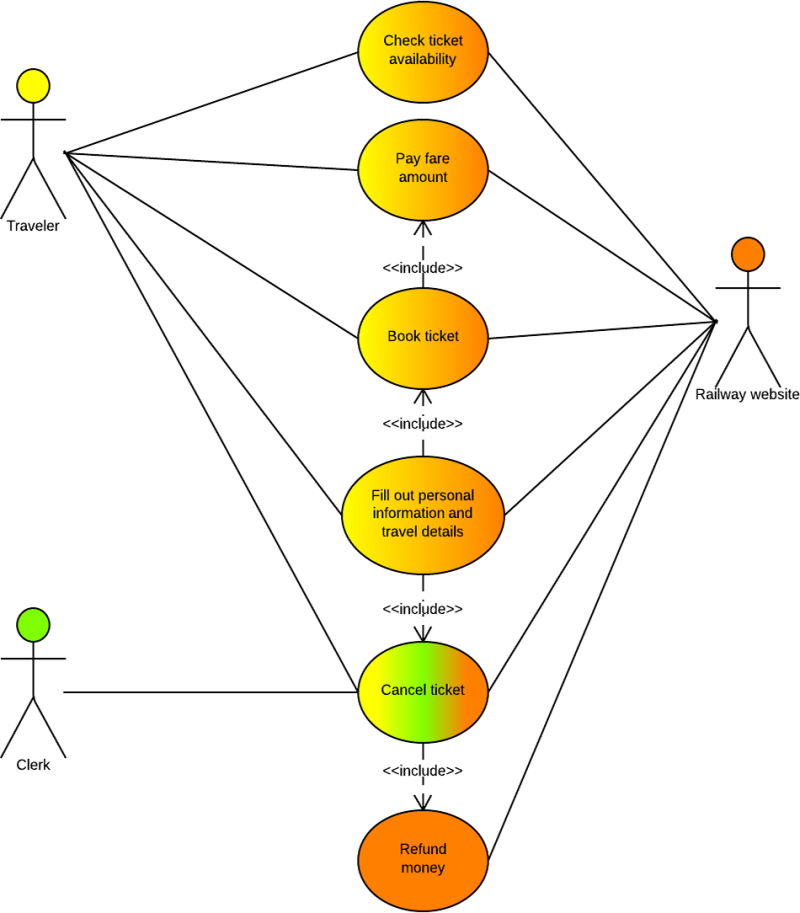 Check ticket
availability
Pay fare
amount
Traveler
<<include>>
Book ticket
Railway website
<<include>>
Fill out personal
information and
travel details
<<include>>
Cancel ticket
Clerk
<<include>>
Refund
money